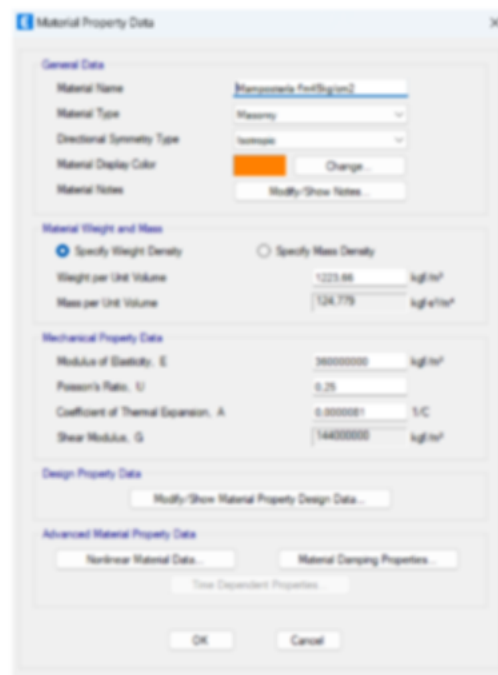 Material Property Data
General Data
Material Name Mampostería f'm45kg/cm2
Material Type Masonry
Directional Symmetry Type Isotropic
Material Display Color Change...
Material Notes Modify/Show Notes...
Material Weight and Mass
Specify Weight Density Specify Mass Density
Weight per Unit Volume 1223.66 kgf/m³
Mass per Unit Volume 124.779 kgf-s²/m⁴
Mechanical Property Data
Modulus of Elasticity, E 360000000 kgf/m²
Poisson's Ratio, U 0.25
Coefficient of Thermal Expansion, A 0.0000081 1/C
Shear Modulus, G 144000000 kgf/m²
Design Property Data
Modify/Show Material Property Design Data...
Advanced Material Property Data
Nonlinear Material Data... Material Damping Properties...
Time Dependent Properties...
OK Cancel